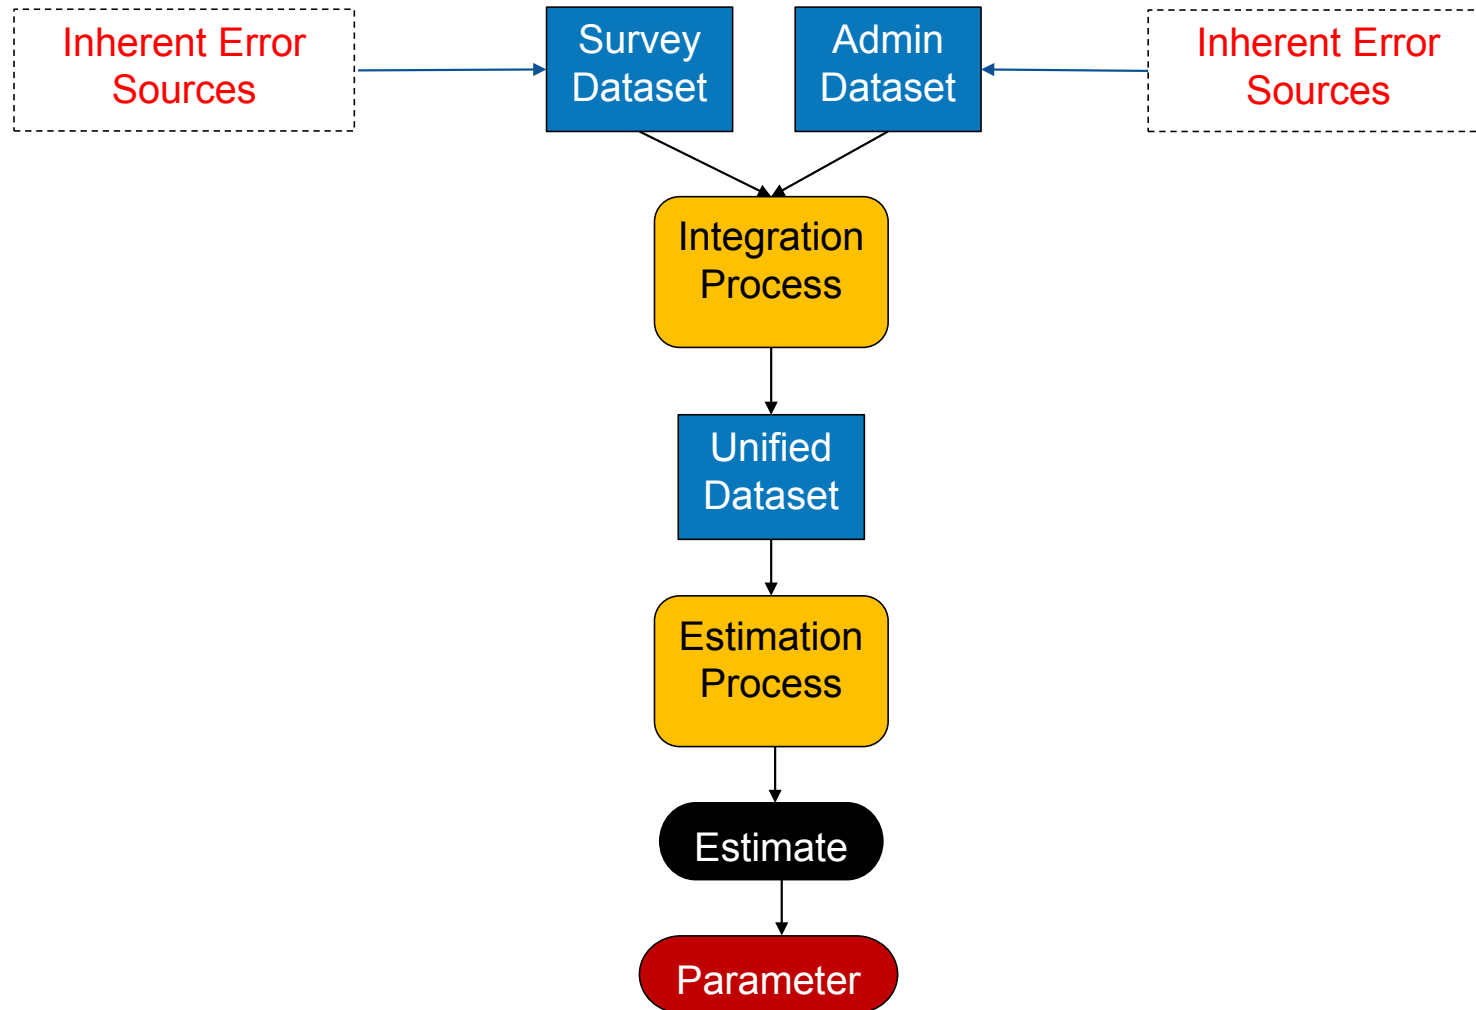 Inherent Error
Sources
Survey
Dataset
Admin
Dataset
Inherent Error
Sources
Integration
Process
Unified
Dataset
Estimation
Process
Estimate
Parameter